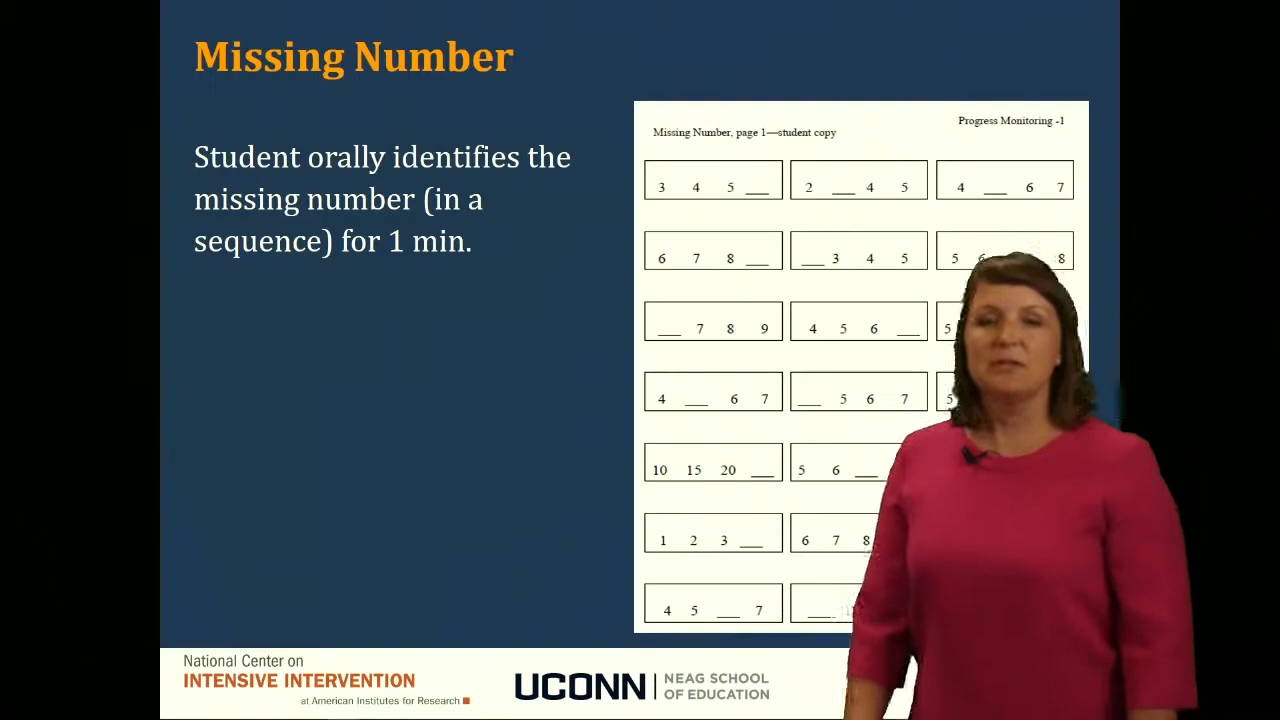 Missing Number
Student orally identifies the
missing number (in a
sequence) for 1 min.
Progress Monitoring -1
Missing Number, page 1—student copy
3 4 5 ___
2 ___ 4 5
4 ___ 6 7
6 7 8 ___
___ 3 4 5
5 6 8
___ 7 8 9
4 5 6 ___
5
4 ___ 6 7
___ 5 6 7
5
10 15 20 ___
5 6 ___
1 2 3 ___
6 7 8
4 5 ___ 7
___
National Center on
INTENSIVE INTERVENTION
at American Institutes for Research
UCONN
NEAG SCHOOL
OF EDUCATION